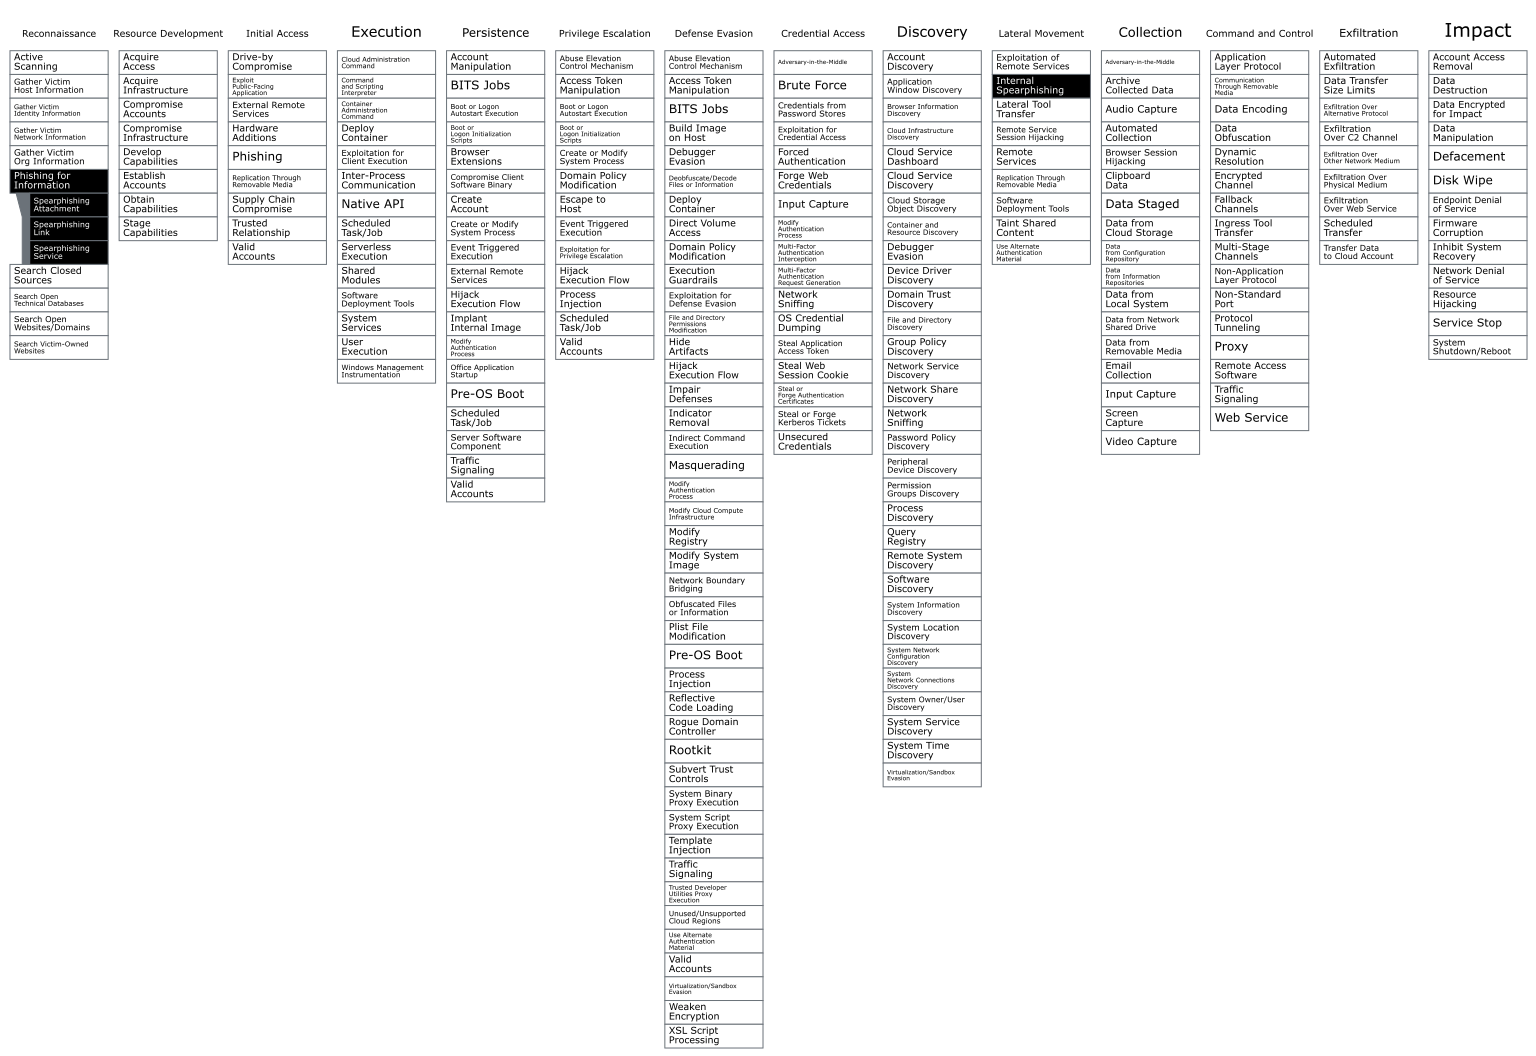 Reconnaissance
Active
Scanning
Gather Victim
Host Information
Gather Victim
Identity Information
Gather Victim
Network Information
Gather Victim
Org Information
Phishing for
Information
Spearphishing
Attachment
Spearphishing
Link
Spearphishing
Service
Search Closed
Sources
Search Open
Technical Databases
Search Open
Websites/Domains
Search Victim-Owned
Websites
Resource Development
Acquire
Access
Acquire
Infrastructure
Compromise
Accounts
Compromise
Infrastructure
Develop
Capabilities
Establish
Accounts
Obtain
Capabilities
Stage
Capabilities
Initial Access
Drive-by
Compromise
Exploit
Public-Facing
Application
External Remote
Services
Hardware
Additions
Phishing
Replication Through
Removable Media
Supply Chain
Compromise
Trusted
Relationship
Valid
Accounts
Execution
Cloud Administration
Command
Command
and Scripting
Interpreter
Container
Administration
Command
Deploy
Container
Exploitation for
Client Execution
Inter-Process
Communication
Native API
Scheduled
Task/Job
Serverless
Execution
Shared
Modules
Software
Deployment Tools
System
Services
User
Execution
Windows Management
Instrumentation
Persistence
Account
Manipulation
BITS Jobs
Boot or Logon
Autostart Execution
Boot or
Logon Initialization
Scripts
Browser
Extensions
Compromise Client
Software Binary
Create
Account
Create or Modify
System Process
Event Triggered
Execution
External Remote
Services
Hijack
Execution Flow
Implant
Internal Image
Modify
Authentication
Process
Office Application
Startup
Pre-OS Boot
Scheduled
Task/Job
Server Software
Component
Traffic
Signaling
Valid
Accounts
Privilege Escalation
Abuse Elevation
Control Mechanism
Access Token
Manipulation
Boot or Logon
Autostart Execution
Boot or
Logon Initialization
Scripts
Create or Modify
System Process
Domain Policy
Modification
Escape to
Host
Event Triggered
Execution
Exploitation for
Privilege Escalation
Hijack
Execution Flow
Process
Injection
Scheduled
Task/Job
Valid
Accounts
Defense Evasion
Abuse Elevation
Control Mechanism
Access Token
Manipulation
BITS Jobs
Build Image
on Host
Debugger
Evasion
Deobfuscate/Decode
Files or Information
Deploy
Container
Direct Volume
Access
Domain Policy
Modification
Execution
Guardrails
Exploitation for
Defense Evasion
File and Directory
Permissions
Modification
Hide
Artifacts
Hijack
Execution Flow
Impair
Defenses
Indicator
Removal
Indirect Command
Execution
Masquerading
Modify
Authentication
Process
Modify Cloud Compute
Infrastructure
Modify
Registry
Modify System
Image
Network Boundary
Bridging
Obfuscated Files
or Information
Plist File
Modification
Pre-OS Boot
Process
Injection
Reflective
Code Loading
Rogue Domain
Controller
Rootkit
Subvert Trust
Controls
System Binary
Proxy Execution
System Script
Proxy Execution
Template
Injection
Traffic
Signaling
Trusted Developer
Utilities Proxy
Execution
Unused/Unsupported
Cloud Regions
Use Alternate
Authentication
Material
Valid
Accounts
Virtualization/Sandbox
Evasion
Weaken
Encryption
XSL Script
Processing
Credential Access
Adversary-in-the-Middle
Brute Force
Credentials from
Password Stores
Exploitation for
Credential Access
Forced
Authentication
Forge Web
Credentials
Input Capture
Modify
Authentication
Process
Multi-Factor
Authentication
Interception
Multi-Factor
Authentication
Request Generation
Network
Sniffing
OS Credential
Dumping
Steal Application
Access Token
Steal Web
Session Cookie
Steal or
Forge Authentication
Certificates
Steal or Forge
Kerberos Tickets
Unsecured
Credentials
Discovery
Account
Discovery
Application
Window Discovery
Browser Information
Discovery
Cloud Infrastructure
Discovery
Cloud Service
Dashboard
Cloud Service
Discovery
Cloud Storage
Object Discovery
Container and
Resource Discovery
Debugger
Evasion
Device Driver
Discovery
Domain Trust
Discovery
File and Directory
Discovery
Group Policy
Discovery
Network Service
Discovery
Network Share
Discovery
Network
Sniffing
Password Policy
Discovery
Peripheral
Device Discovery
Permission
Groups Discovery
Process
Discovery
Query
Registry
Remote System
Discovery
Software
Discovery
System Information
Discovery
System Location
Discovery
System Network
Configuration
Discovery
System
Network Connections
Discovery
System Owner/User
Discovery
System Service
Discovery
System Time
Discovery
Virtualization/Sandbox
Evasion
Lateral Movement
Exploitation of
Remote Services
Internal
Spearphishing
Lateral Tool
Transfer
Remote Service
Session Hijacking
Remote
Services
Replication Through
Removable Media
Software
Deployment Tools
Taint Shared
Content
Use Alternate
Authentication
Material
Collection
Adversary-in-the-Middle
Archive
Collected Data
Audio Capture
Automated
Collection
Browser Session
Hijacking
Clipboard
Data
Data Staged
Data from
Cloud Storage
Data
from Configuration
Repository
Data
from Information
Repositories
Data from
Local System
Data from Network
Shared Drive
Data from
Removable Media
Email
Collection
Input Capture
Screen
Capture
Video Capture
Command and Control
Application
Layer Protocol
Communication
Through Removable
Media
Data Encoding
Data
Obfuscation
Dynamic
Resolution
Encrypted
Channel
Fallback
Channels
Ingress Tool
Transfer
Multi-Stage
Channels
Non-Application
Layer Protocol
Non-Standard
Port
Protocol
Tunneling
Proxy
Remote Access
Software
Traffic
Signaling
Web Service
Exfiltration
Automated
Exfiltration
Data Transfer
Size Limits
Exfiltration Over
Alternative Protocol
Exfiltration
Over C2 Channel
Exfiltration Over
Other Network Medium
Exfiltration Over
Physical Medium
Exfiltration
Over Web Service
Scheduled
Transfer
Transfer Data
to Cloud Account
Impact
Account Access
Removal
Data
Destruction
Data Encrypted
for Impact
Data
Manipulation
Defacement
Disk Wipe
Endpoint Denial
of Service
Firmware
Corruption
Inhibit System
Recovery
Network Denial
of Service
Resource
Hijacking
Service Stop
System
Shutdown/Reboot